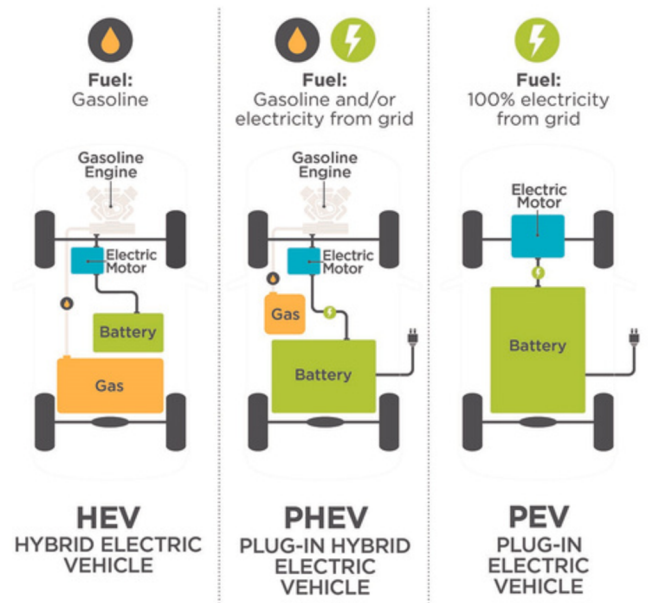 Fuel:
Gasoline
Gasoline
Engine
Electric
Motor
Battery
Gas
HEV
HYBRID ELECTRIC
VEHICLE
Fuel:
Gasoline and/or
electricity from grid
Gasoline
Engine
Electric
Motor
Gas
Battery
PHEV
PLUG-IN HYBRID
ELECTRIC
VEHICLE
Fuel:
100% electricity
from grid
Electric
Motor
Battery
PEV
PLUG-IN
ELECTRIC
VEHICLE